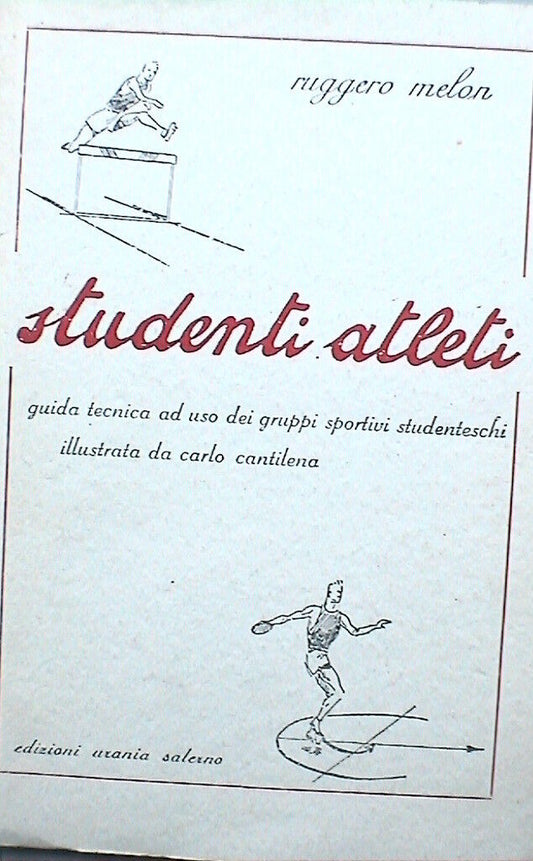 ruggero melon
studenti atleti
guida tecnica ad uso dei gruppi sportivi studenteschi
illustrata da carlo cantilena
edizioni urania salerno